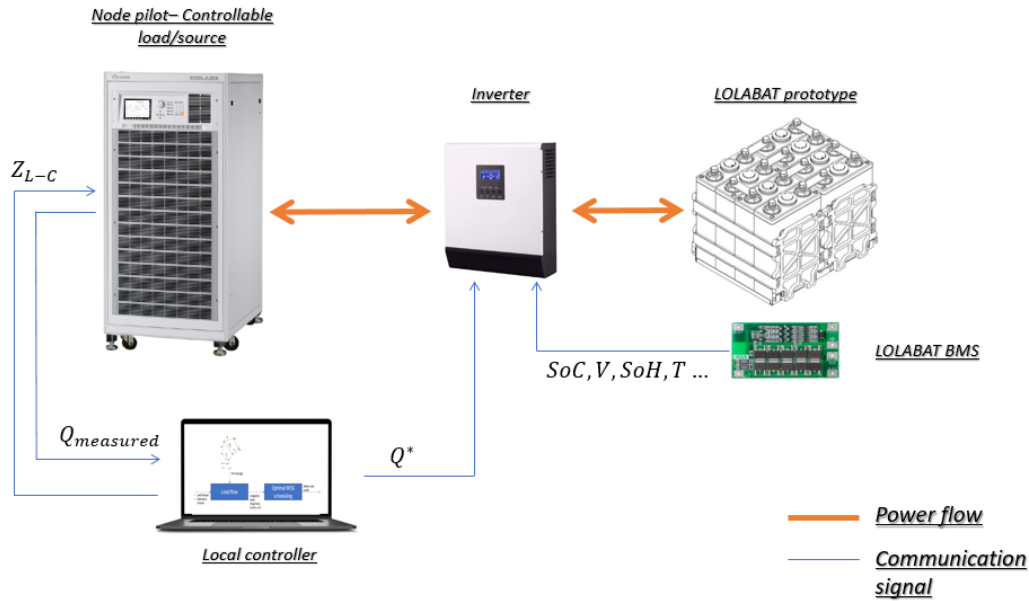 Node pilot– Controllable
load/source
Inverter
LOLABAT prototype
Z_{L-C}
LOLABAT BMS
SoC, V, SoH, T ...
Q_{measured}
Q*
Load flow
Optimal BESS
scheduling
Local controller
Power flow
Communication
signal